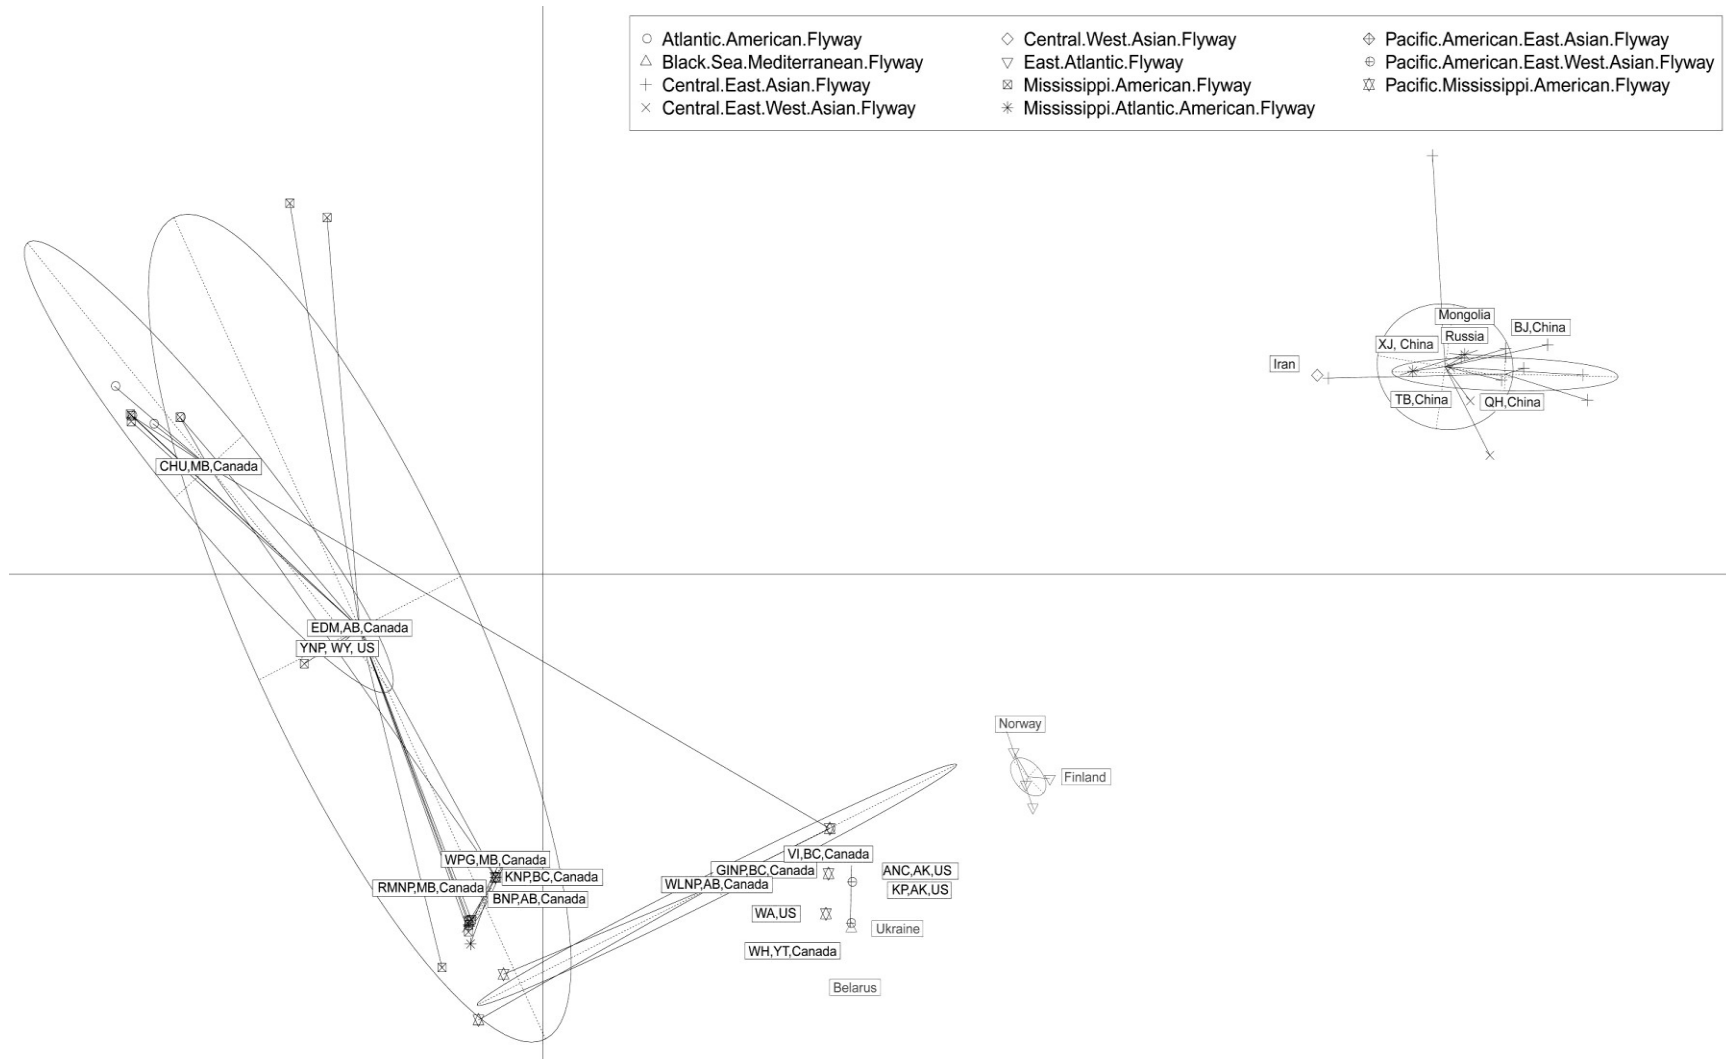 Atlantic.American.Flyway
Black.Sea.Mediterranean.Flyway
Central.East.Asian.Flyway
Central.East.West.Asian.Flyway
Central.West.Asian.Flyway
East.Atlantic.Flyway
Mississippi.American.Flyway
Mississippi.Atlantic.American.Flyway
Pacific.American.East.Asian.Flyway
Pacific.American.East.West.Asian.Flyway
Pacific.Mississippi.American.Flyway
Mongolia
BJ,China
Russia
XJ, China
Iran
TB,China
QH,China
CHU,MB,Canada
EDM,AB,Canada
YNP, WY, US
Norway
Finland
VI,BC,Canada
WPG,MB,Canada
GINP,BC,Canada
ANC,AK,US
KNP,BC,Canada
WLNP,AB,Canada
RMNP,MB,Canada
KP,AK,US
BNP,AB,Canada
WA,US
Ukraine
WH,YT,Canada
Belarus